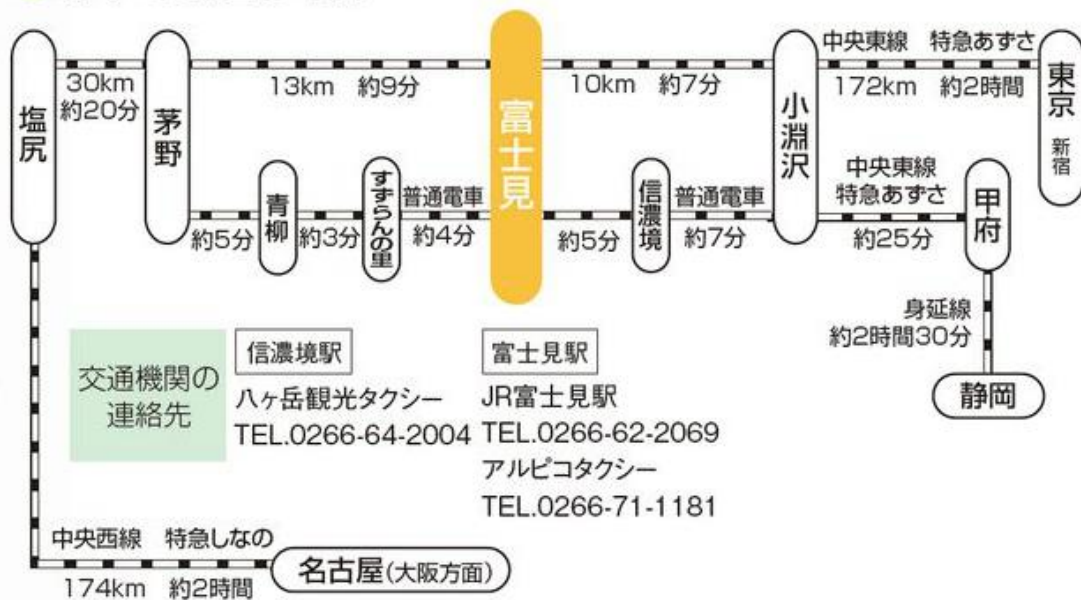 塩尻
30km
約20分
茅野
13km 約9分
富士見
10km 約7分
小淵沢
中央東線 特急あずさ
172km 約2時間
東京 新宿
約5分
青柳
約3分
すずらんの里
普通電車
約4分
約5分
信濃境
普通電車
約7分
中央東線
特急あずさ
約25分
甲府
身延線
約2時間30分
静岡
交通機関の
連絡先
信濃境駅
八ヶ岳観光タクシー
TEL.0266-64-2004
富士見駅
JR富士見駅
TEL.0266-62-2069
アルピコタクシー
TEL.0266-71-1181
中央西線 特急しなの
174km 約2時間
名古屋(大阪方面)